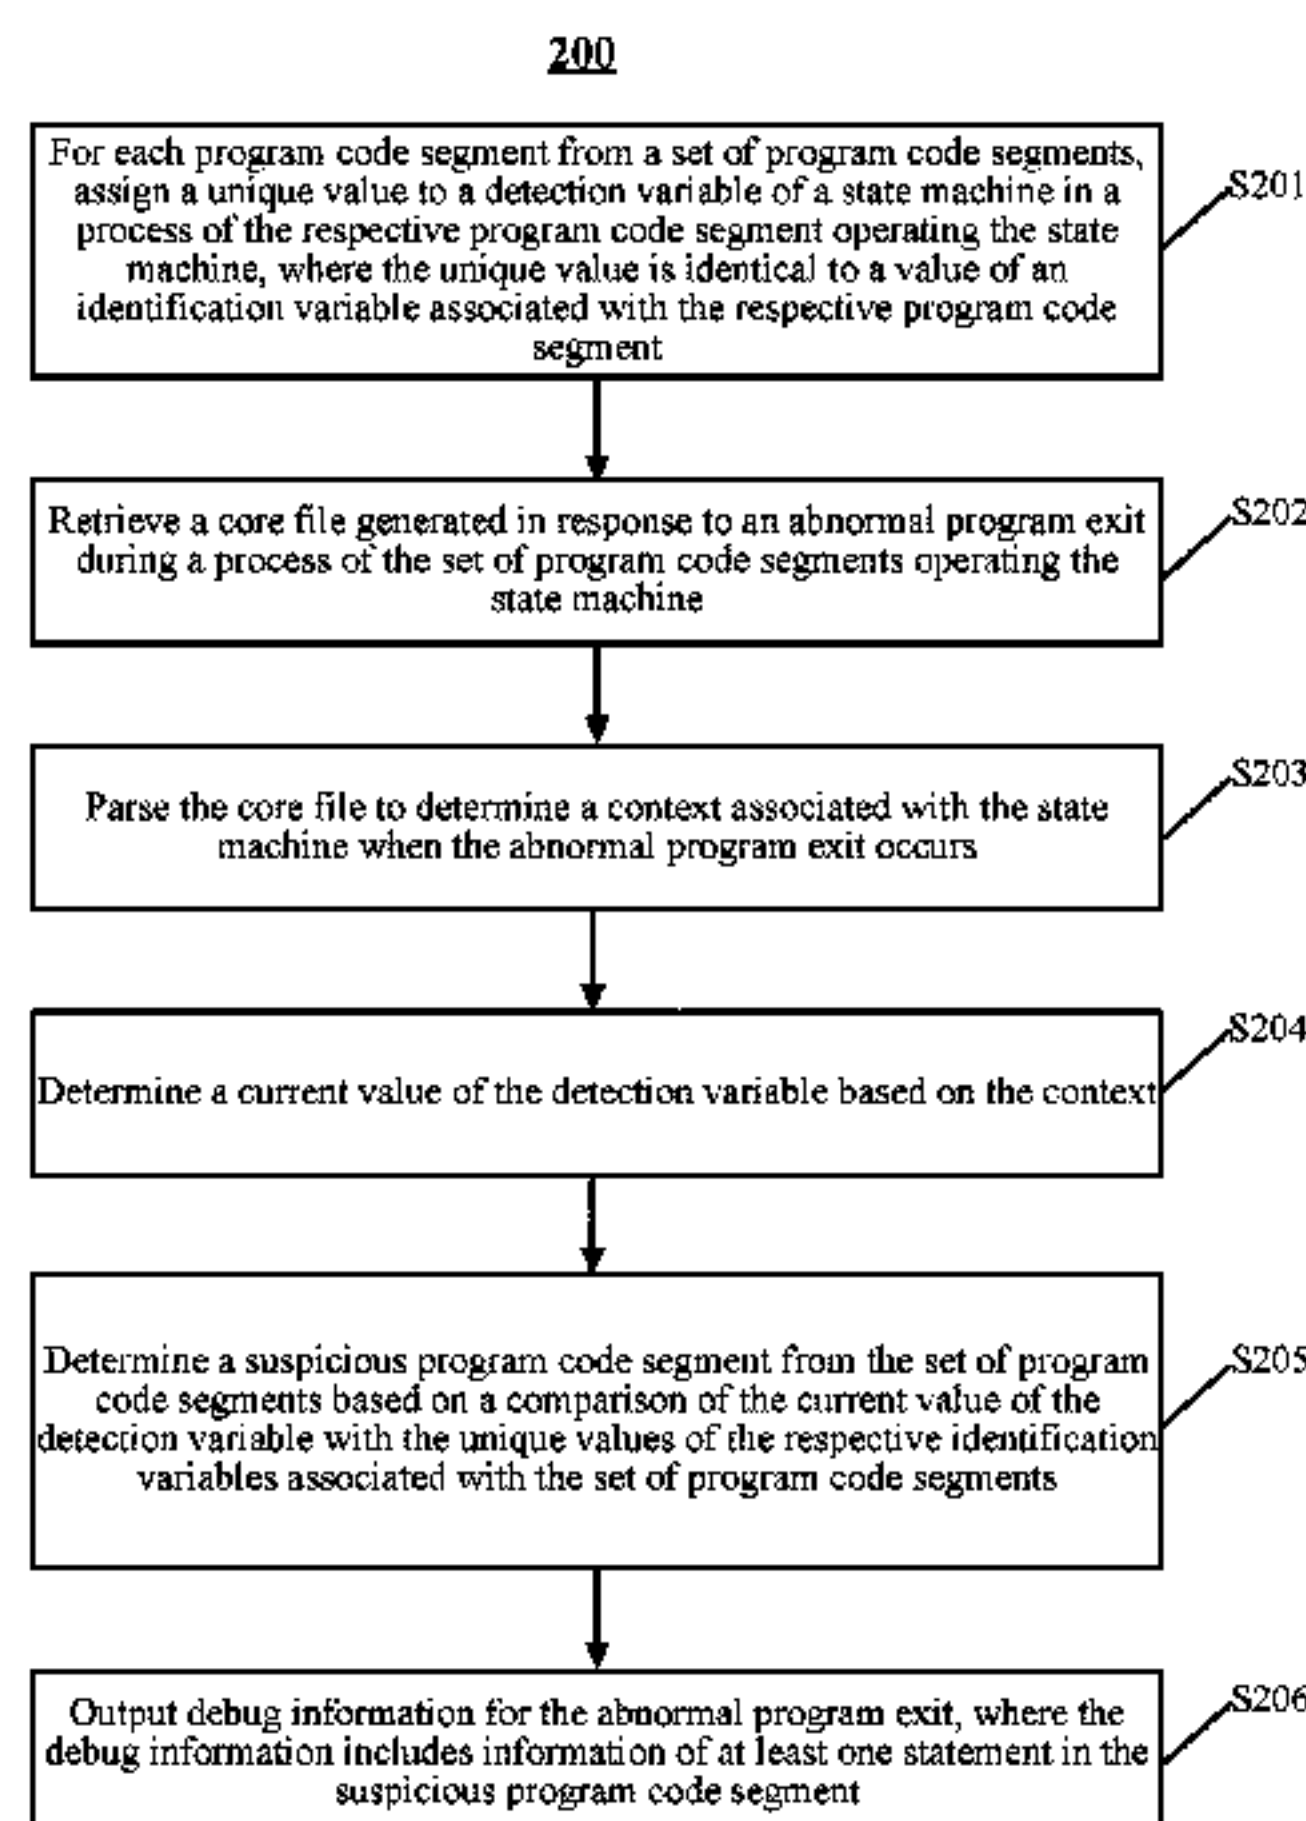 200
For each program code segment from a set of program code segments,
assign a unique value to a detection variable of a state machine in a
process of the respective program code segment operating the state
machine, where the unique value is identical to a value of an
identification variable associated with the respective program code
segment
S201
Retrieve a core file generated in response to an abnormal program exit
during a process of the set of program code segments operating the
state machine
S202
Parse the core file to determine a context associated with the state
machine when the abnormal program exit occurs
S203
Determine a current value of the detection variable based on the context
S204
Determine a suspicious program code segment from the set of program
code segments based on a comparison of the current value of the
detection variable with the unique values of the respective identification
variables associated with the set of program code segments
S205
Output debug information for the abnormal program exit, where the
debug information includes information of at least one statement in the
suspicious program code segment
S206